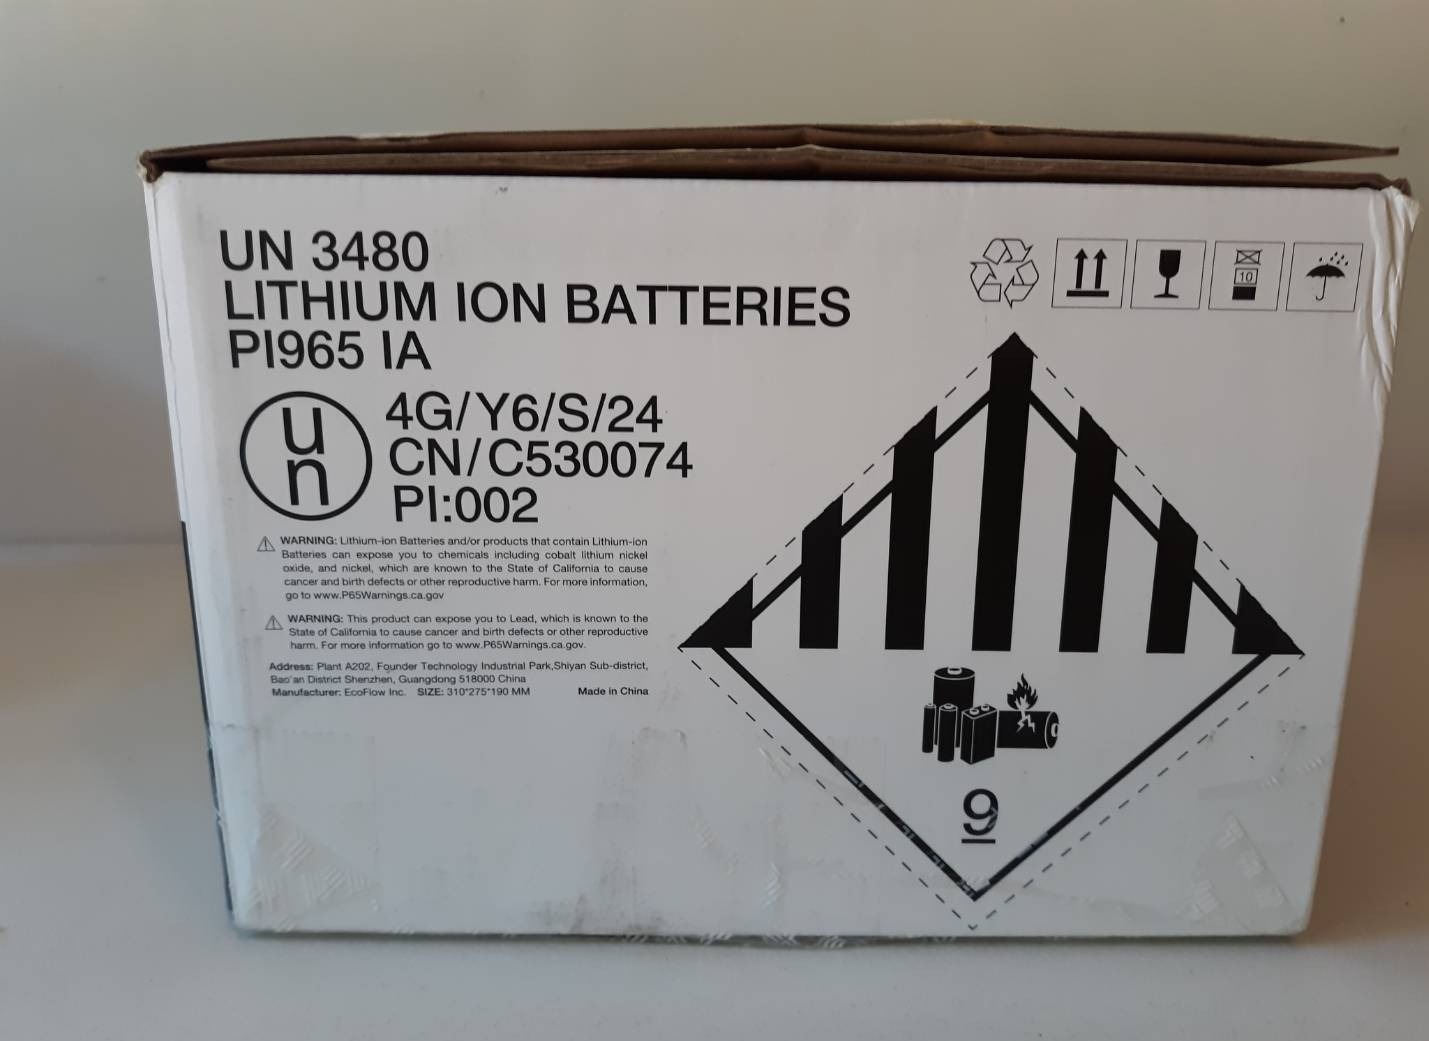 UN 3480
LITHIUM ION BATTERIES
PI965 IA
un
4G/Y6/S/24
CN/C530074
PI:002
WARNING: Lithium-ion Batteries and/or products that contain Lithium-ion
Batteries can expose you to chemicals including cobalt lithium nickel
oxide, and nickel, which are known to the State of California to cause
cancer and birth defects or other reproductive harm. For more information,
go to www.P65Warnings.ca.gov
WARNING: This product can expose you to Lead, which is known to the
State of California to cause cancer and birth defects or other reproductive
harm. For more information go to www.P65Warnings.ca.gov.
Address: Plant A202, Founder Technology Industrial Park,Shiyan Sub-district,
Bao'an District Shenzhen, Guangdong 518000 China
Manufacturer: EcoFlow Inc. SIZE: 310*275*190 MM Made in China
10
9